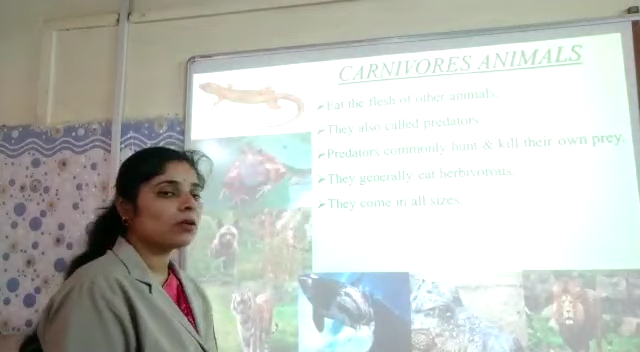 CARNIVORES ANIMALS
Eat the flesh of other animals.
They also called predators.
Predators commonly hunt & kill their own prey.
They generally eat herbivorous.
They come in all sizes.